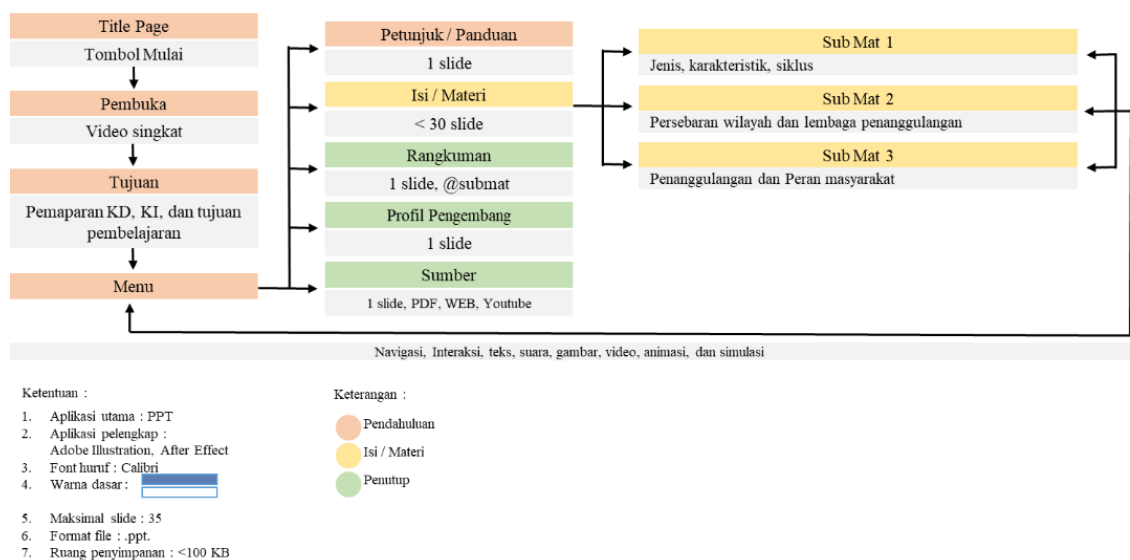 Title Page
Tombol Mulai
Pembuka
Video singkat
Tujuan
Pemaparan KD, KI, dan tujuan
pembelajaran
Menu
Petunjuk / Panduan
1 slide
Isi / Materi
< 30 slide
Rangkuman
1 slide, @submat
Profil Pengembang
1 slide
Sumber
1 slide, PDF, WEB, Youtube
Sub Mat 1
Jenis, karakteristik, siklus
Sub Mat 2
Persebaran wilayah dan lembaga penanggulangan
Sub Mat 3
Penanggulangan dan Peran masyarakat
Navigasi, Interaksi, teks, suara, gambar, video, animasi, dan simulasi
Ketentuan :
1. Aplikasi utama : PPT
2. Aplikasi pelengkap :
Adobe Illustration, After Effect
3. Font huruf : Calibri
4. Warna dasar :
5. Maksimal slide : 35
6. Format file : .ppt.
7. Ruang penyimpanan : <100 KB
Keterangan :
Pendahuluan
Isi / Materi
Penutup